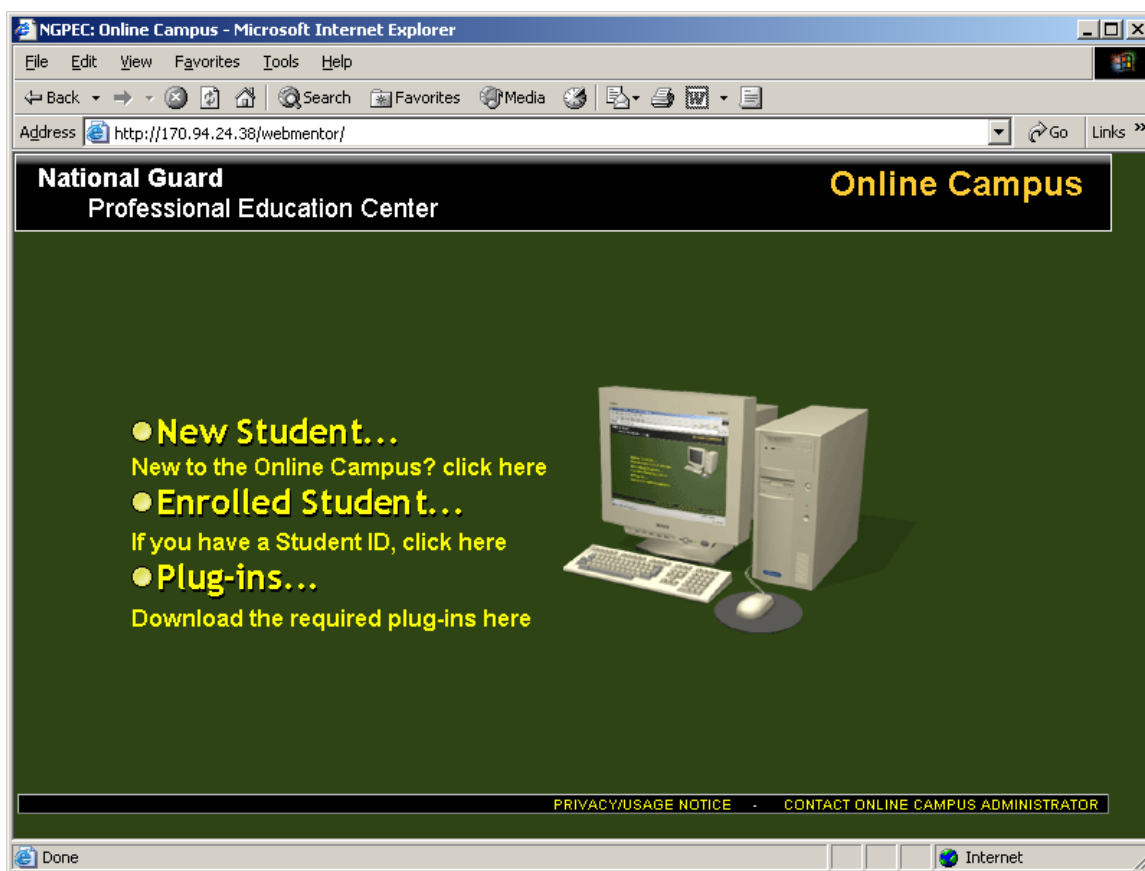 NGPEC: Online Campus - Microsoft Internet Explorer
File Edit View Favorites Tools Help
Back Search Favorites Media
Address http://170.94.24.38/webmentor/ Go Links »
National Guard Online Campus
Professional Education Center
New Student...
New to the Online Campus? click here
Enrolled Student...
If you have a Student ID, click here
Plug-ins...
Download the required plug-ins here
PRIVACY/USAGE NOTICE - CONTACT ONLINE CAMPUS ADMINISTRATOR
Done Internet